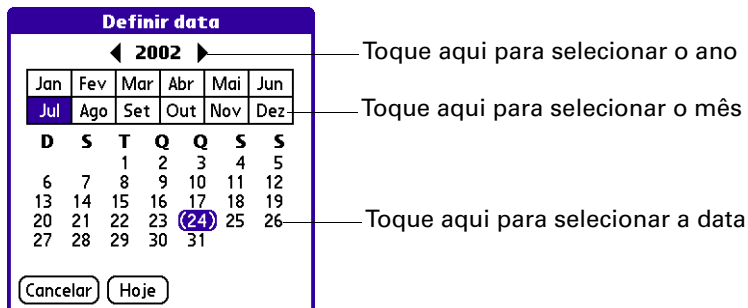 Definir data
2002 Toque aqui para selecionar o ano
Jan Fev Mar Abr Mai Jun
Jul Ago Set Out Nov Dez Toque aqui para selecionar o mês
D S T Q Q S S
1 2 3 4 5
6 7 8 9 10 11 12
13 14 15 16 17 18 19
20 21 22 23 (24) 25 26 Toque aqui para selecionar a data
27 28 29 30 31
Cancelar Hoje